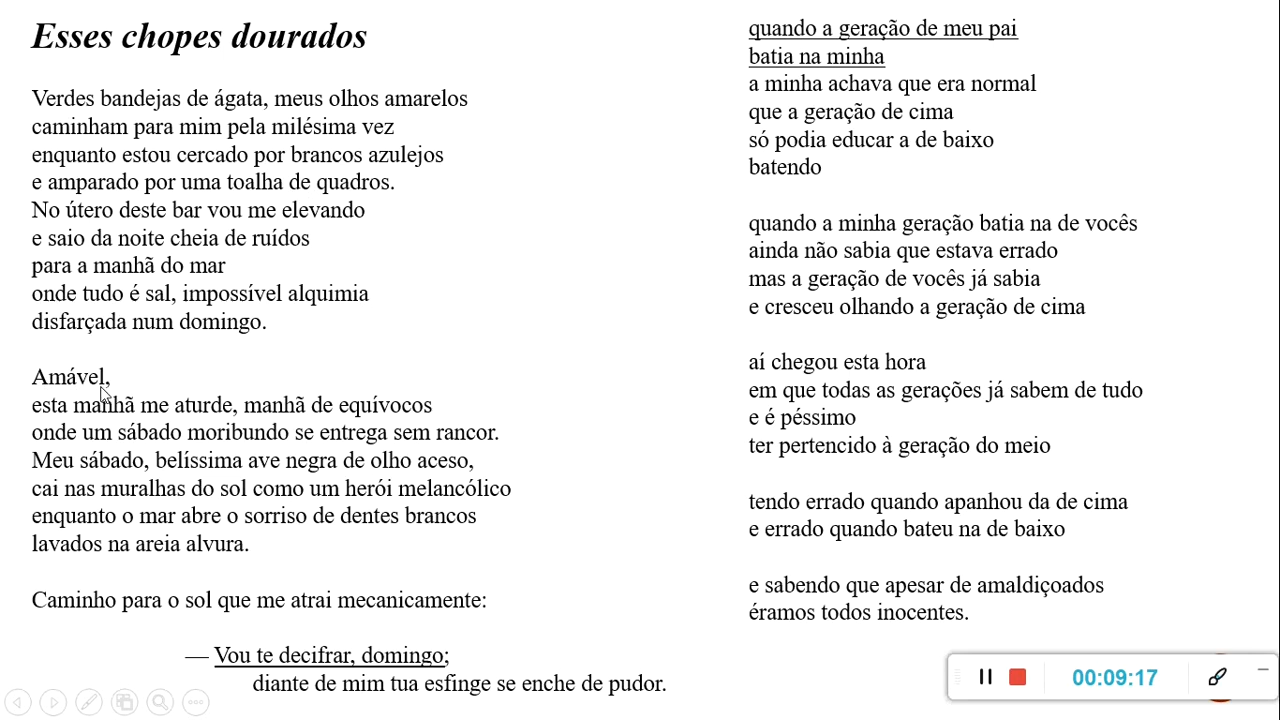 Esses chopes dourados
Verdes bandejas de ágata, meus olhos amarelos
caminham para mim pela milésima vez
enquanto estou cercado por brancos azulejos
e amparado por uma toalha de quadros.
No útero deste bar vou me elevando
e saio da noite cheia de ruídos
para a manhã do mar
onde tudo é sal, impossível alquimia
disfarçada num domingo.
Amável,
esta manhã me aturde, manhã de equívocos
onde um sábado moribundo se entrega sem rancor.
Meu sábado, belíssima ave negra de olho aceso,
cai nas muralhas do sol como um herói melancólico
enquanto o mar abre o sorriso de dentes brancos
lavados na areia alvura.
Caminho para o sol que me atrai mecanicamente:
— Vou te decifrar, domingo;
diante de mim tua esfinge se enche de pudor.
quando a geração de meu pai
batia na minha
a minha achava que era normal
que a geração de cima
só podia educar a de baixo
batendo
quando a minha geração batia na de vocês
ainda não sabia que estava errado
mas a geração de vocês já sabia
e cresceu olhando a geração de cima
aí chegou esta hora
em que todas as gerações já sabem de tudo
e é péssimo
ter pertencido à geração do meio
tendo errado quando apanhou da de cima
e errado quando bateu na de baixo
e sabendo que apesar de amaldiçoados
éramos todos inocentes.
00:09:17